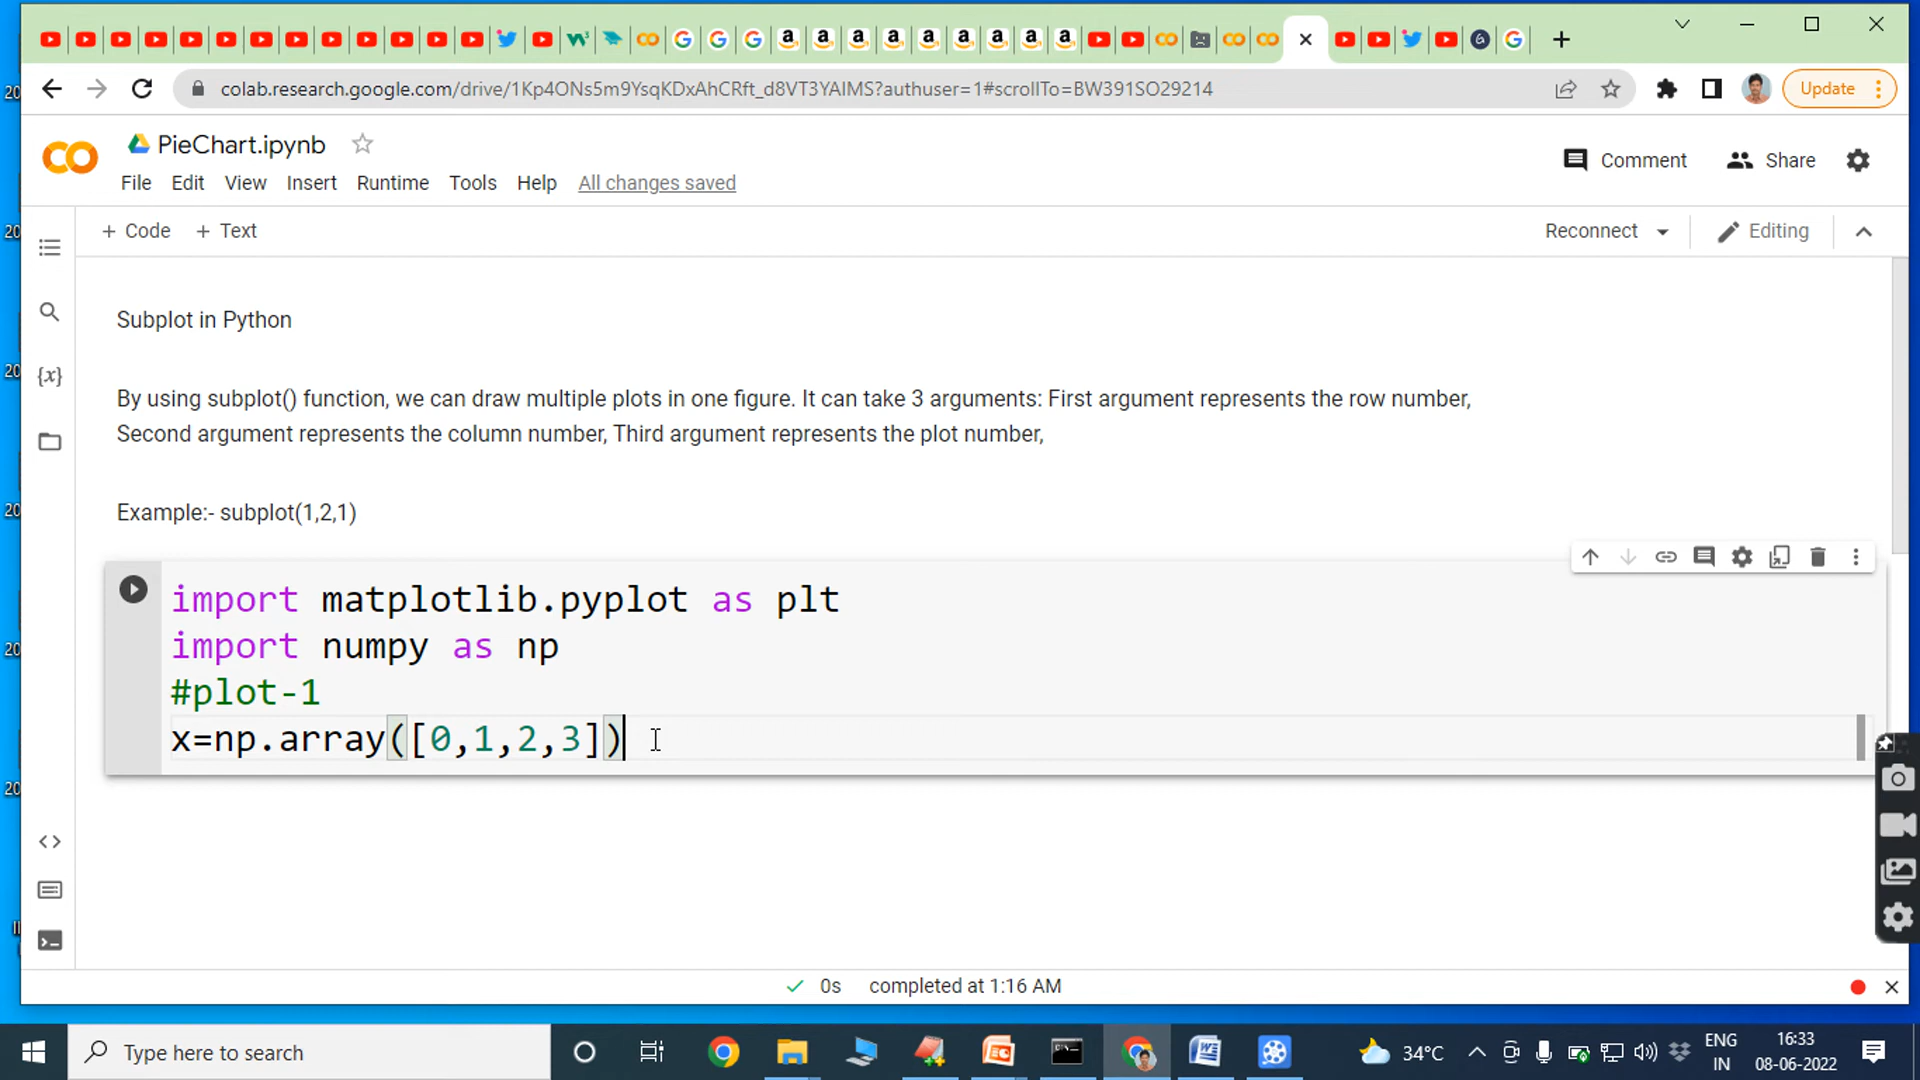 colab.research.google.com/drive/1Kp4ONs5m9YsqKDxAhCRft_d8VT3YAlMS?authuser=1#scrollTo=BW391SO29214
Update
PieChart.ipynb
Comment
Share
File Edit View Insert Runtime Tools Help All changes saved
+ Code + Text
Reconnect
Editing
Subplot in Python
By using subplot() function, we can draw multiple plots in one figure. It can take 3 arguments: First argument represents the row number,
Second argument represents the column number, Third argument represents the plot number,
Example:- subplot(1,2,1)
import matplotlib.pyplot as plt
import numpy as np
#plot-1
x=np.array([0,1,2,3])
0s completed at 1:16 AM
Type here to search
34°C
ENG
IN
16:33
08-06-2022